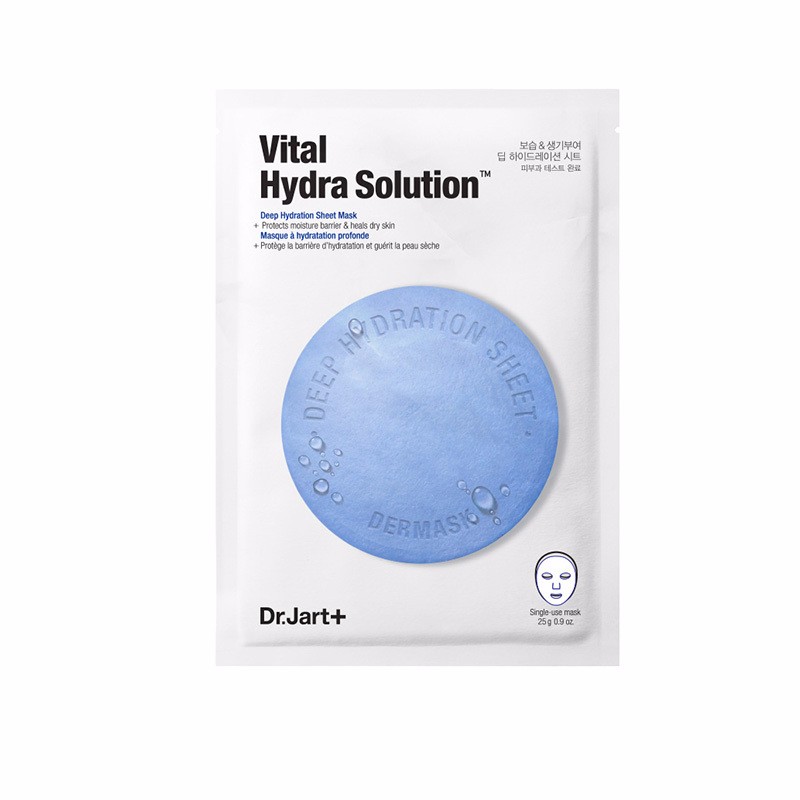 Vital
Hydra Solution™
Deep Hydration Sheet Mask
+ Protects moisture barrier & heals dry skin
Masque à hydratation profonde
+ Protège la barrière d'hydratation et guérit la peau sèche
보습 & 생기부여
딥 하이드레이션 시트
피부과 테스트 완료
· DEEP HYDRATION SHEET ·
DERMASK
Dr.Jart+
Single-use mask
25 g 0.9 oz.